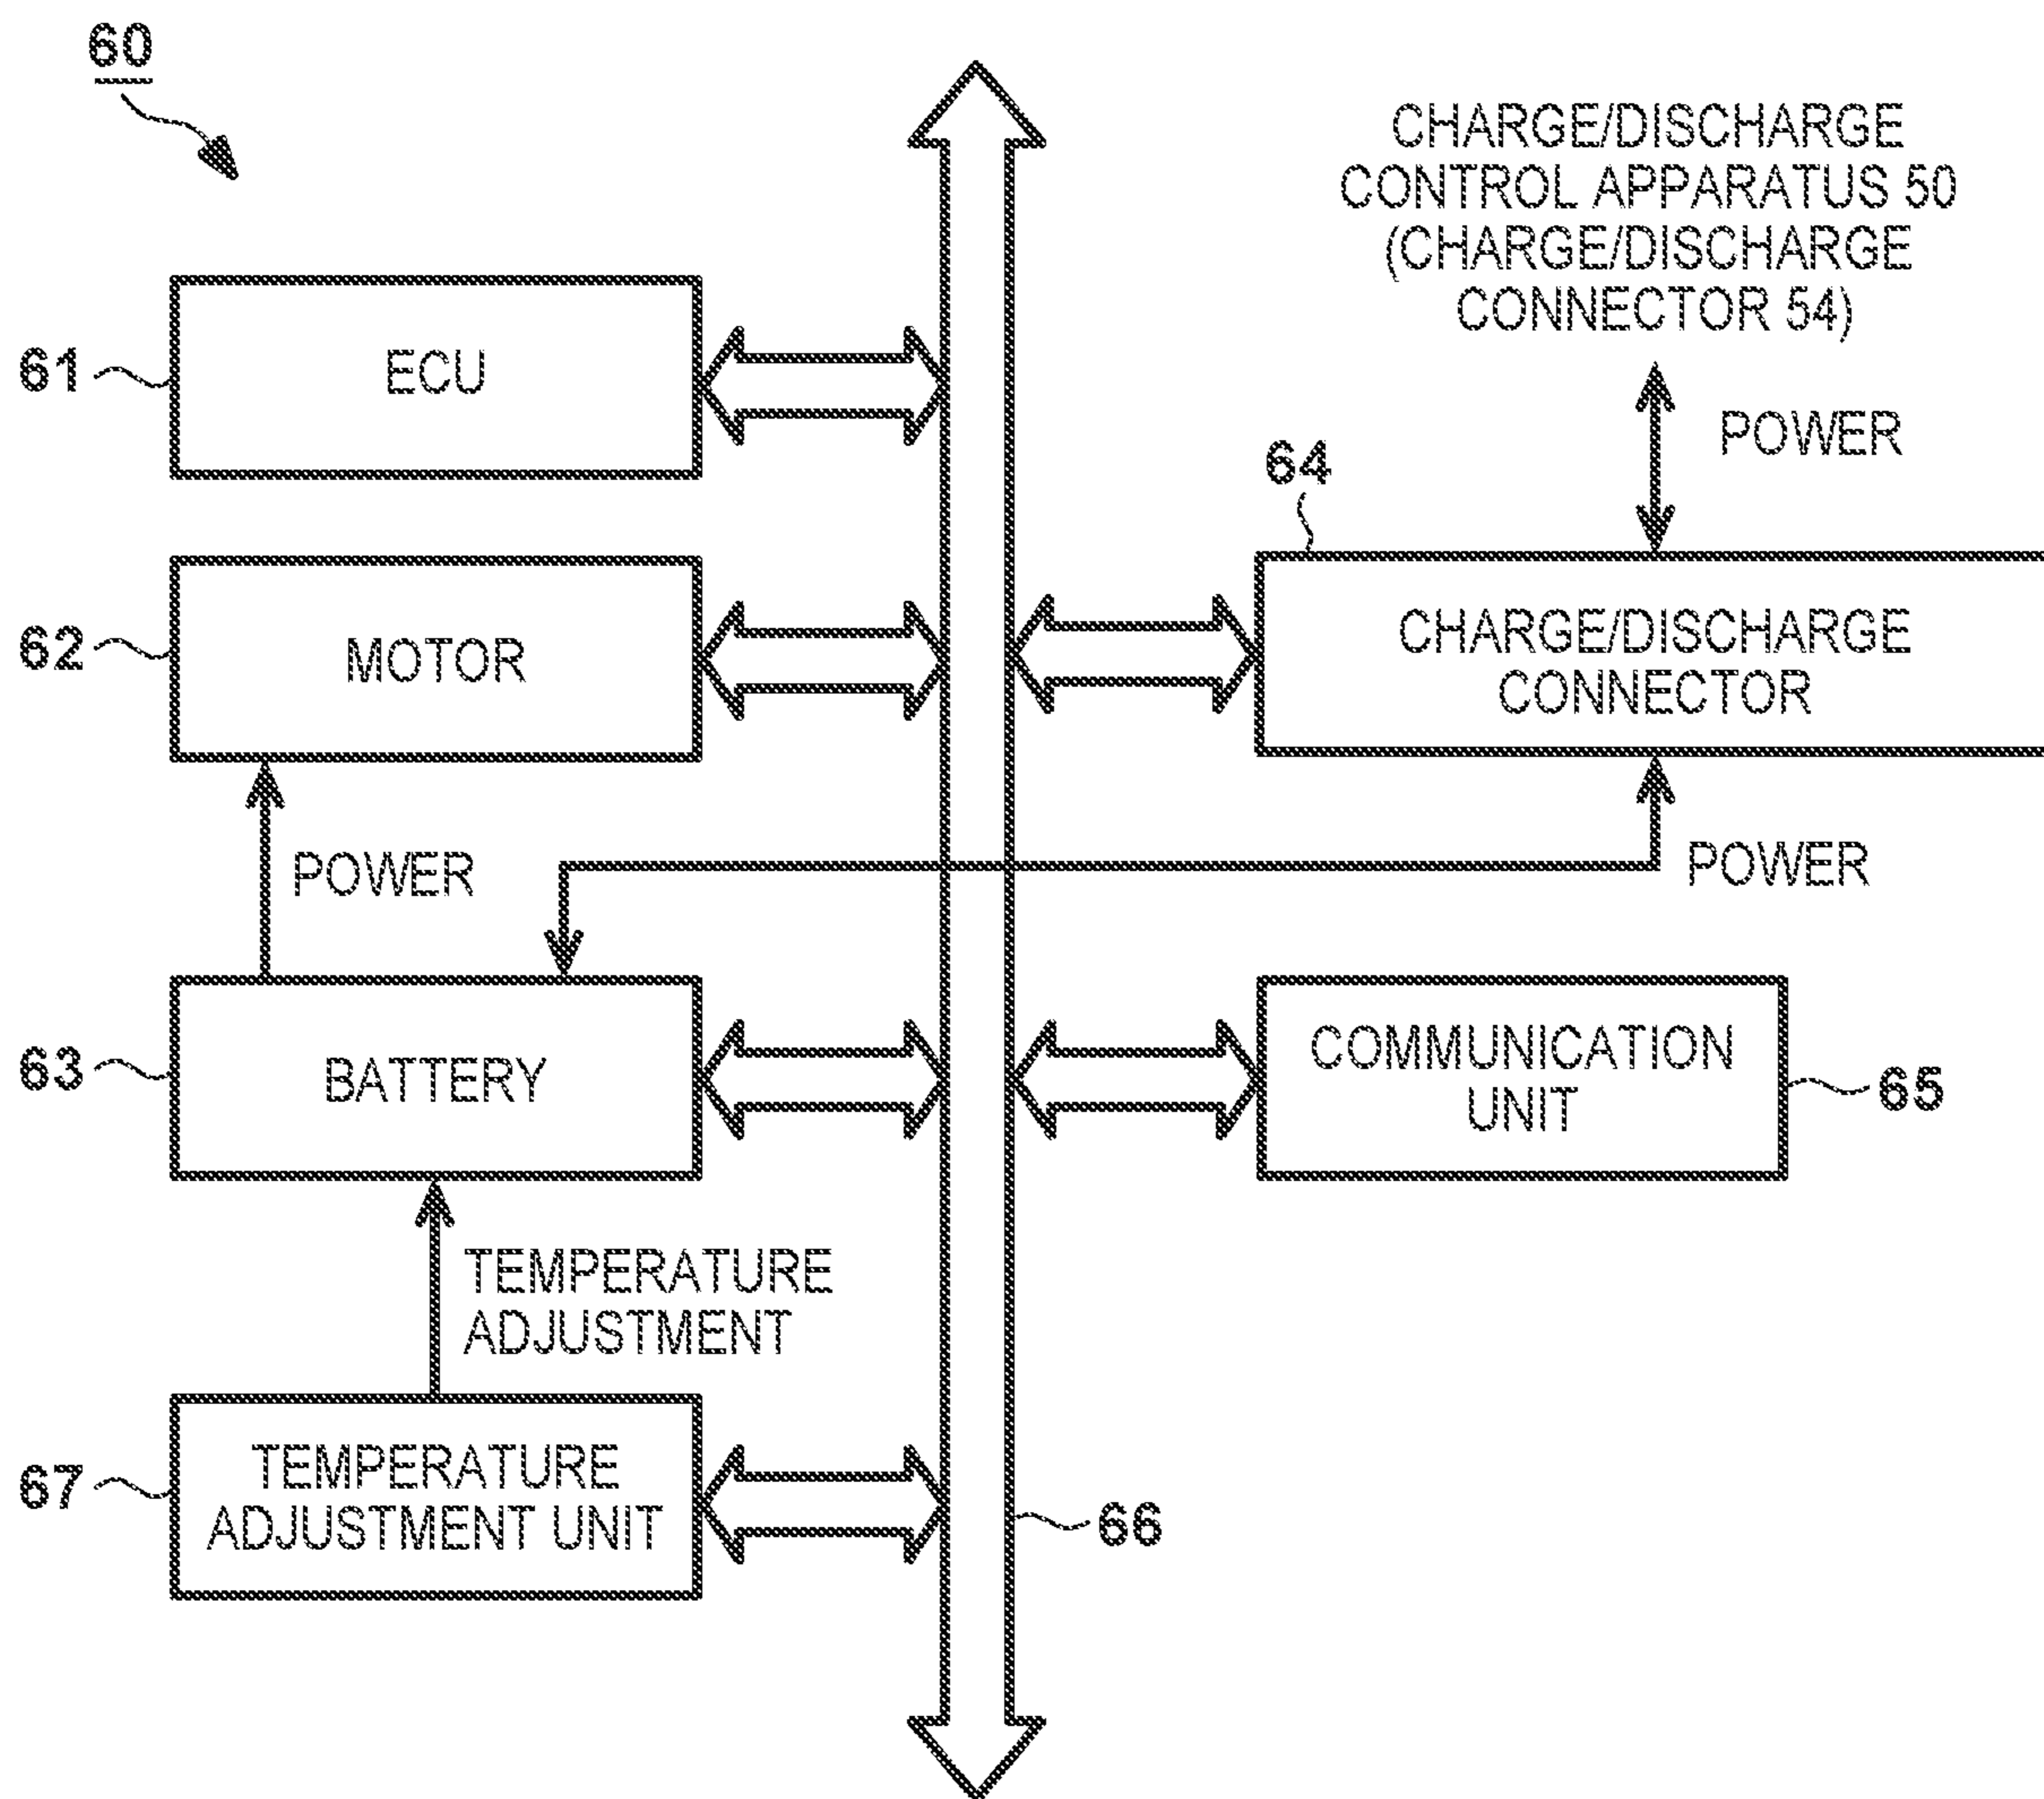 60
CHARGE/DISCHARGE
CONTROL APPARATUS 50
(CHARGE/DISCHARGE
CONNECTOR 54)
61
ECU
POWER
64
62
MOTOR
CHARGE/DISCHARGE
CONNECTOR
POWER
POWER
63
BATTERY
COMMUNICATION
UNIT
65
TEMPERATURE
ADJUSTMENT
67
TEMPERATURE
ADJUSTMENT UNIT
66